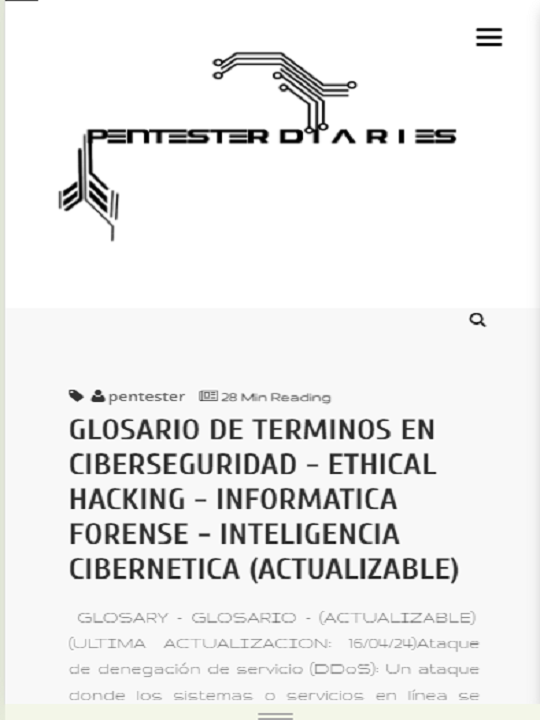 PENTESTER DIARIES
pentester 28 Min Reading
GLOSARIO DE TERMINOS EN
CIBERSEGURIDAD - ETHICAL
HACKING - INFORMATICA
FORENSE - INTELIGENCIA
CIBERNETICA (ACTUALIZABLE)
GLOSARY - GLOSARIO - (ACTUALIZABLE)
(ULTIMA ACTUALIZACION: 16/04/24)Ataque
de denegación de servicio (DDoS): Un ataque
donde los sistemas o servicios en línea se